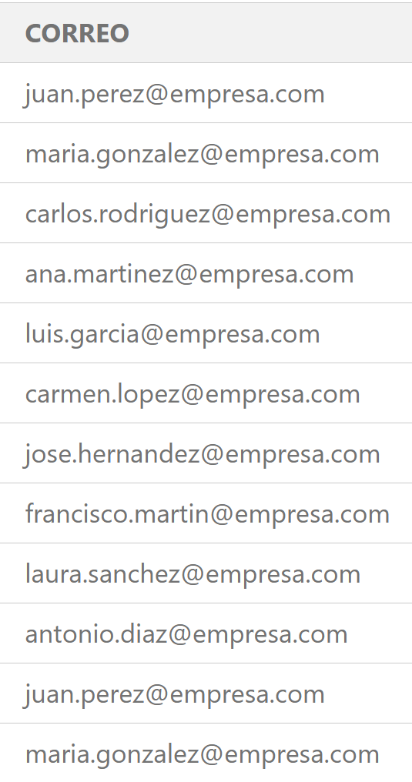 CORREO
juan.perez@empresa.com
maria.gonzalez@empresa.com
carlos.rodriguez@empresa.com
ana.martinez@empresa.com
luis.garcia@empresa.com
carmen.lopez@empresa.com
jose.hernandez@empresa.com
francisco.martin@empresa.com
laura.sanchez@empresa.com
antonio.diaz@empresa.com
juan.perez@empresa.com
maria.gonzalez@empresa.com